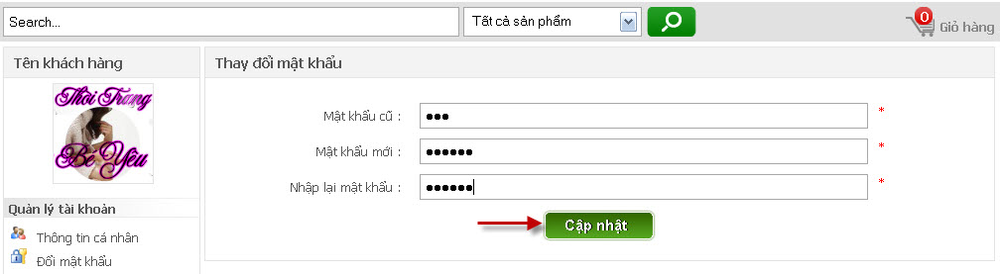 Search...
Tất cả sản phẩm
0
Giỏ hàng
Tên khách hàng
Thời Trang
Be Yêu
Quản lý tài khoản
Thông tin cá nhân
Đổi mật khẩu
Thay đổi mật khẩu
Mật khẩu cũ : •••  *
Mật khẩu mới : ••••••  *
Nhập lại mật khẩu : ••••••  *
Cập nhật